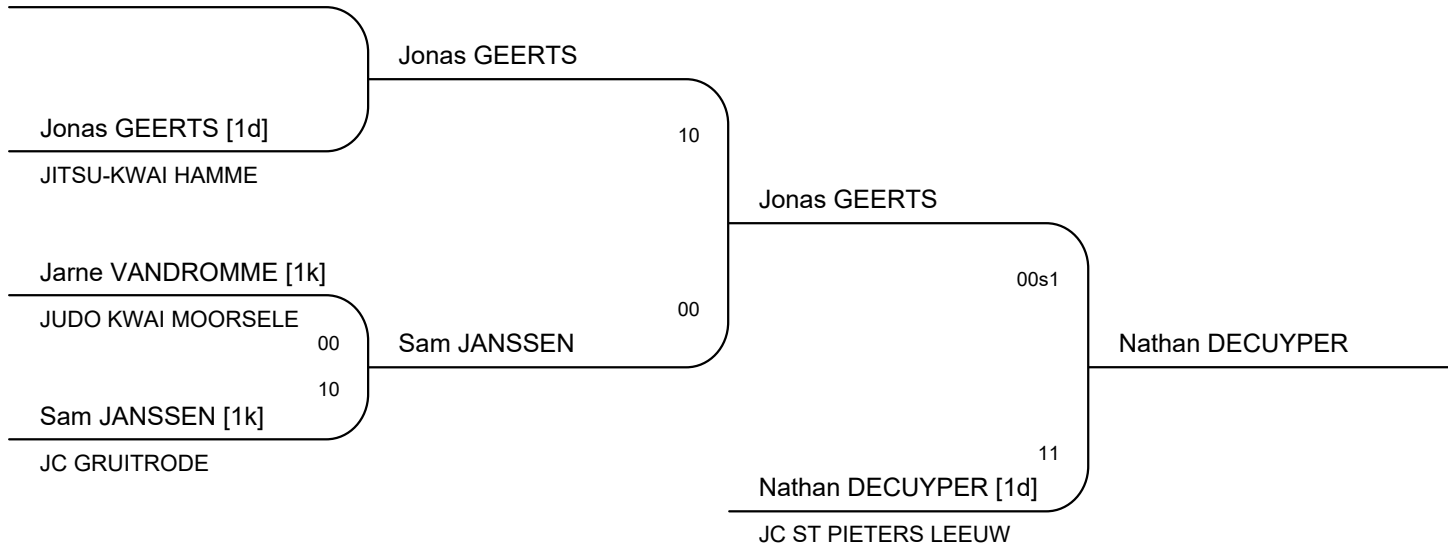 Jonas GEERTS
Jonas GEERTS [1d]
10
JITSU-KWAI HAMME
Jonas GEERTS
Jarne VANDROMME [1k]
00s1
JUDO KWAI MOORSELE
00
00
Sam JANSSEN
Nathan DECUYPER
10
Sam JANSSEN [1k]
11
JC GRUITRODE
Nathan DECUYPER [1d]
JC ST PIETERS LEEUW